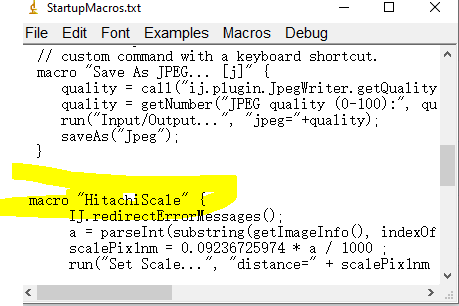 StartupMacros.txt
File Edit Font Examples Macros Debug
// custom command with a keyboard shortcut.
macro "Save As JPEG... [j]" {
quality = call("ij.plugin.JpegWriter.getQuality
quality = getNumber("JPEG quality (0-100):", qu
run("Input/Output...", "jpeg="+quality);
saveAs("Jpeg");
}
macro "HitachiScale" {
IJ.redirectErrorMessages();
a = parseInt(substring(getImageInfo(), indexOf
scalePix1nm = 0.09236725974 * a / 1000 ;
run("Set Scale...", "distance=" + scalePix1nm